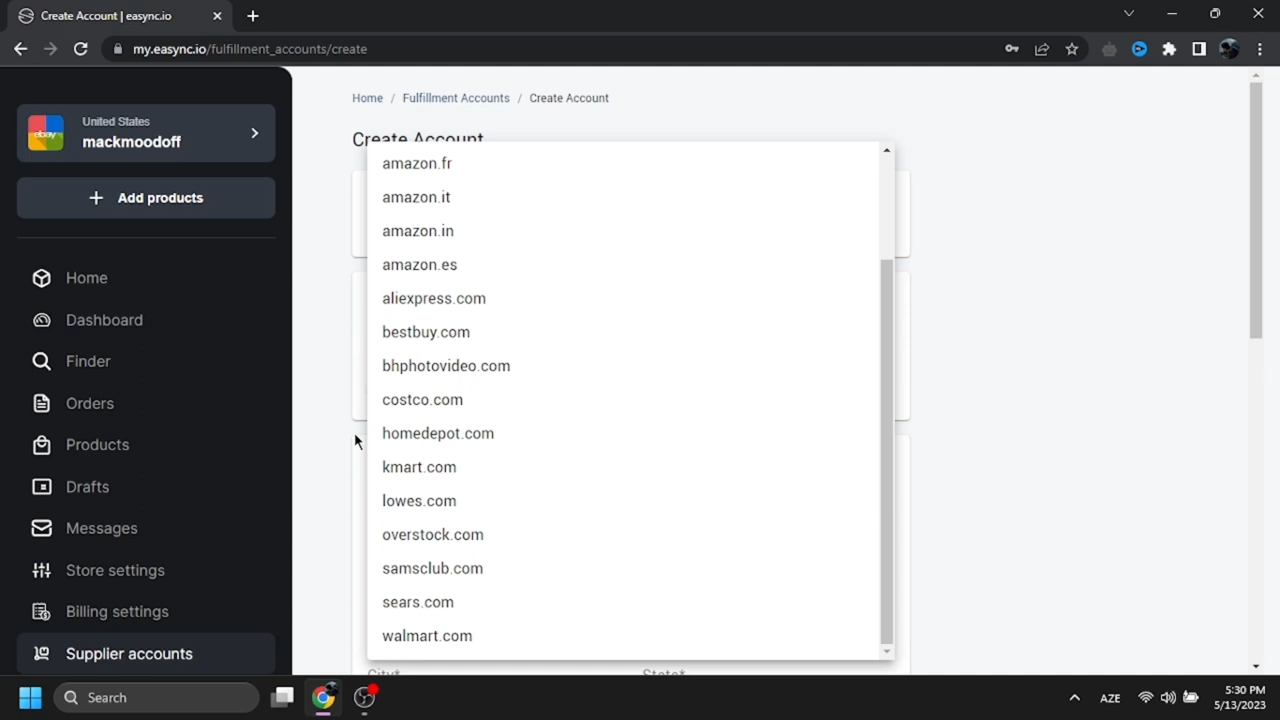 Create Account | easync.io
my.easync.io/fulfillment_accounts/create
ebay
United States
mackmoodoff
Add products
Home
Dashboard
Finder
Orders
Products
Drafts
Messages
Store settings
Billing settings
Supplier accounts
Home / Fulfillment Accounts / Create Account
Create Account
amazon.fr
amazon.it
amazon.in
amazon.es
aliexpress.com
bestbuy.com
bhphotovideo.com
costco.com
homedepot.com
kmart.com
lowes.com
overstock.com
samsclub.com
sears.com
walmart.com
City* State*
Search
AZE
5:30 PM
5/13/2023